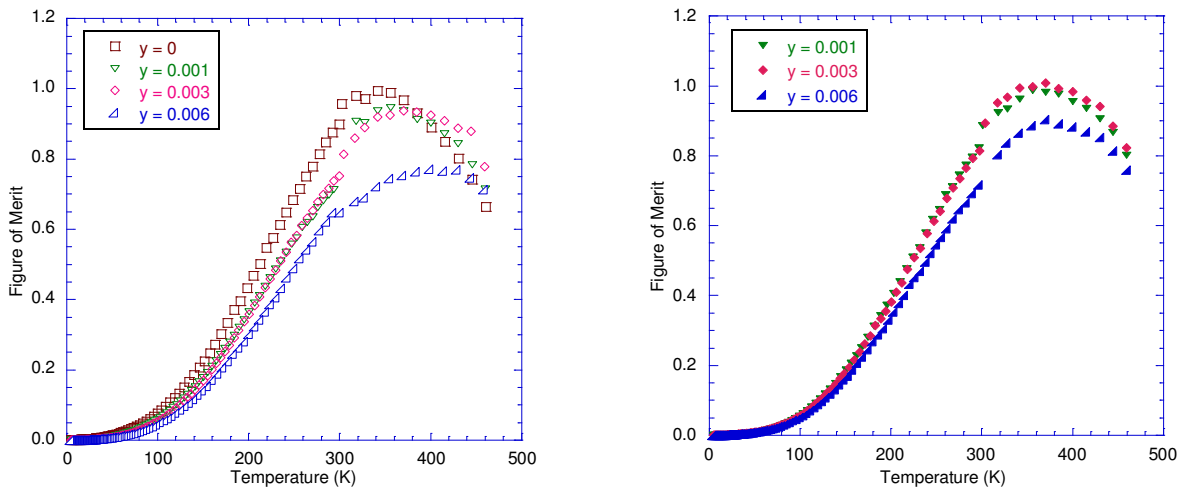 1.2
1.0
0.8
0.6
0.4
0.2
0.0
Figure of Merit
y = 0
y = 0.001
y = 0.003
y = 0.006
0 100 200 300 400 500
Temperature (K)
1.2
1.0
0.8
0.6
0.4
0.2
0.0
Figure of Merit
y = 0.001
y = 0.003
y = 0.006
0 100 200 300 400 500
Temperature (K)